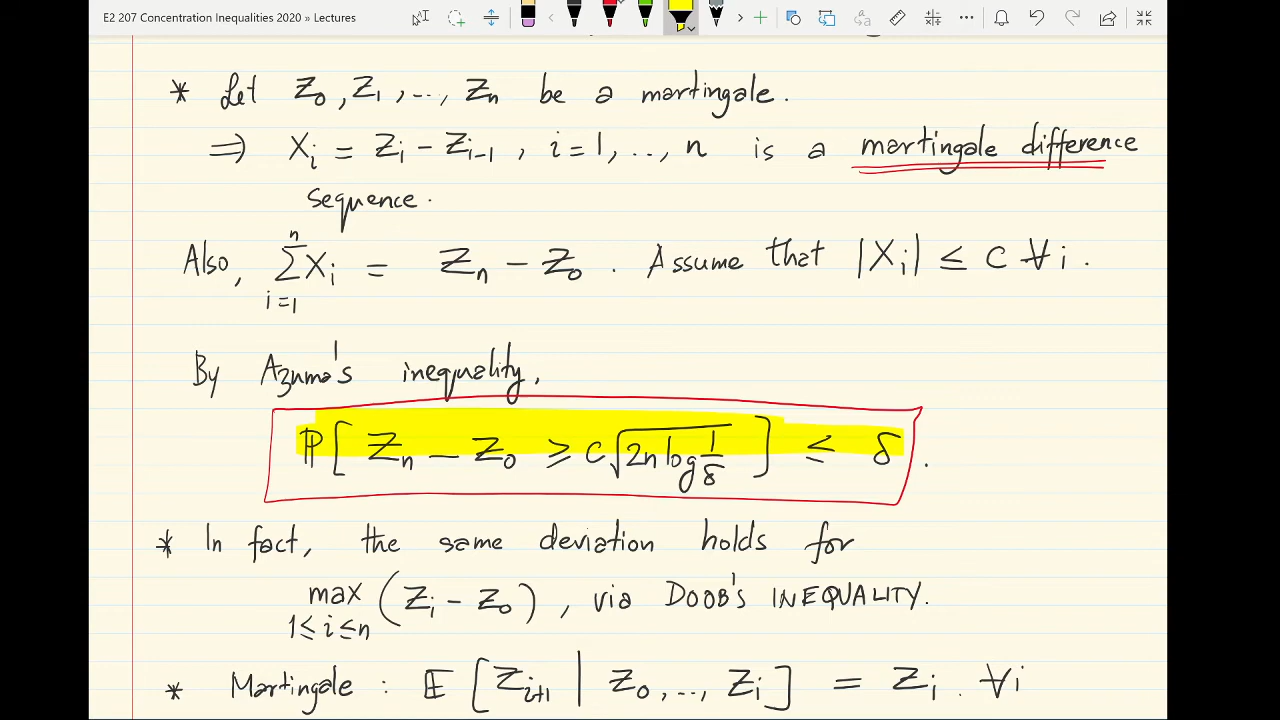 E2 207 Concentration Inequalities 2020 » Lectures
* Let Z₀, Z₁, ..., Zₙ be a martingale.
⇒ Xᵢ = Zᵢ − Zᵢ₋₁, i = 1, .., n is a martingale difference
sequence.
Also, ∑ᵢ₌₁ⁿ Xᵢ = Zₙ − Z₀. Assume that |Xᵢ| ≤ c ∀i.
By Azuma's inequality,
ℙ[ Zₙ − Z₀ ≥ c√(2n log 1/δ) ] ≤ δ.
* In fact, the same deviation holds for
max_{1≤i≤n} (Zᵢ − Z₀), via DOOB'S INEQUALITY.
* Martingale : 𝔼[Zᵢ₊₁ | Z₀, ..., Zᵢ] = Zᵢ. ∀i